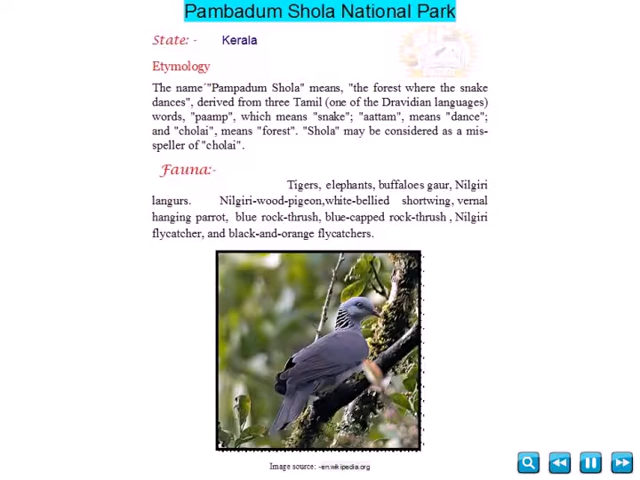 Pambadum Shola National Park
State: - Kerala
Etymology
The name´"Pampadum Shola" means, "the forest where the snake
dances", derived from three Tamil (one of the Dravidian languages)
words, "paamp", which means "snake"; "aattam", means "dance";
and "cholai", means "forest". "Shola" may be considered as a mis-
speller of "cholai".
Fauna:-
Tigers, elephants, buffaloes gaur, Nilgiri
langurs. Nilgiri-wood-pigeon,white-bellied shortwing, vernal
hanging parrot, blue rock-thrush, blue-capped rock-thrush , Nilgiri
flycatcher, and black-and-orange flycatchers.
Image source: -en.wikipedia.org